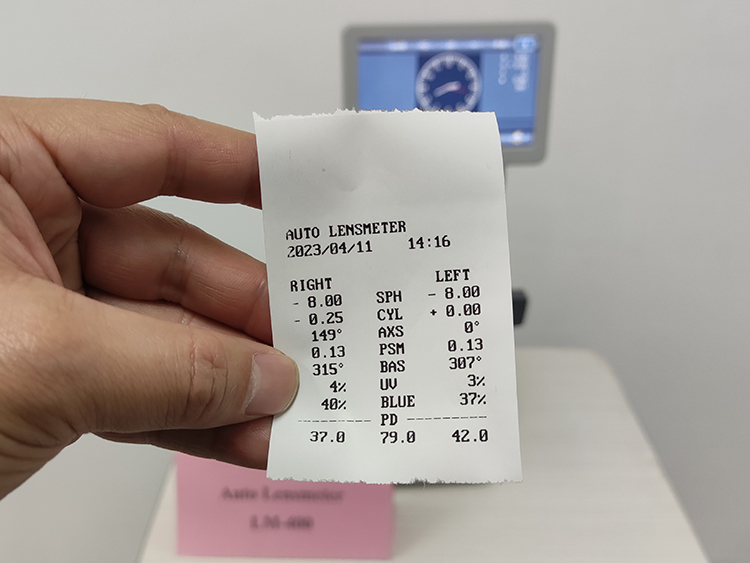 AUTO LENSMETER
2023/04/11 14:16
RIGHT LEFT
- 8.00 SPH - 8.00
- 0.25 CYL + 0.00
149° AXS 0°
0.13 PSM 0.13
315° BAS 307°
4% UV 3%
40% BLUE 37%
---------- PD ----------
37.0 79.0 42.0
Auto Lensmeter
LM-400